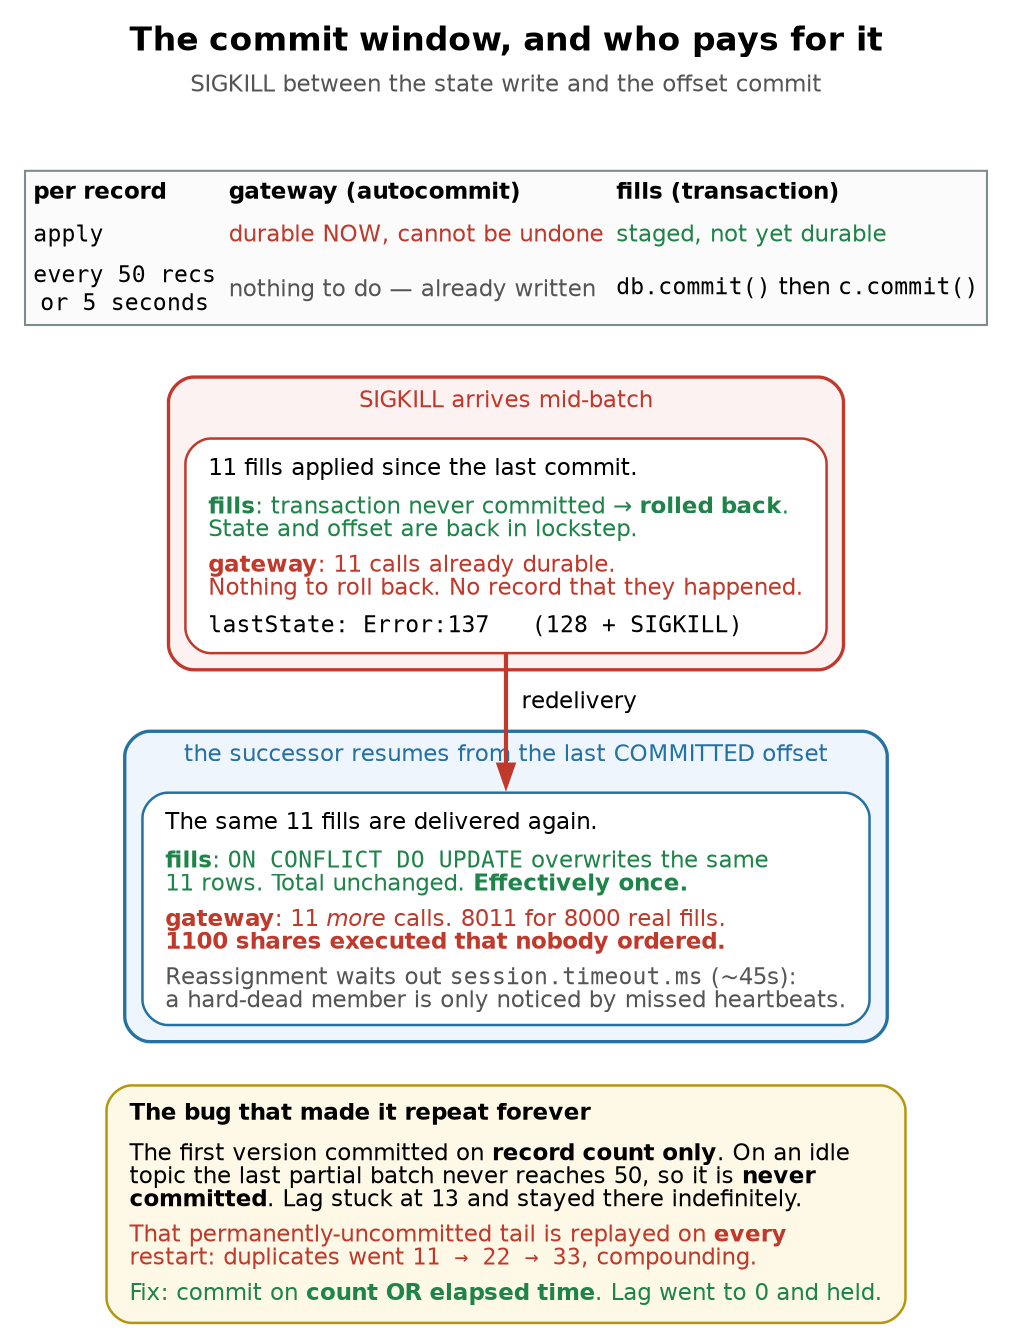 The commit window, and who pays for it
SIGKILL between the state write and the offset commit
per record gateway (autocommit) fills (transaction)
apply durable NOW, cannot be undone staged, not yet durable
every 50 recs
or 5 seconds nothing to do — already written db.commit() then c.commit()
SIGKILL arrives mid-batch
11 fills applied since the last commit.
fills: transaction never committed → rolled back.
State and offset are back in lockstep.
gateway: 11 calls already durable.
Nothing to roll back. No record that they happened.
lastState: Error:137 (128 + SIGKILL)
redelivery
the successor resumes from the last COMMITTED offset
The same 11 fills are delivered again.
fills: ON CONFLICT DO UPDATE overwrites the same
11 rows. Total unchanged. Effectively once.
gateway: 11 more calls. 8011 for 8000 real fills.
1100 shares executed that nobody ordered.
Reassignment waits out session.timeout.ms (~45s):
a hard-dead member is only noticed by missed heartbeats.
The bug that made it repeat forever
The first version committed on record count only. On an idle
topic the last partial batch never reaches 50, so it is never
committed. Lag stuck at 13 and stayed there indefinitely.
That permanently-uncommitted tail is replayed on every
restart: duplicates went 11 → 22 → 33, compounding.
Fix: commit on count OR elapsed time. Lag went to 0 and held.